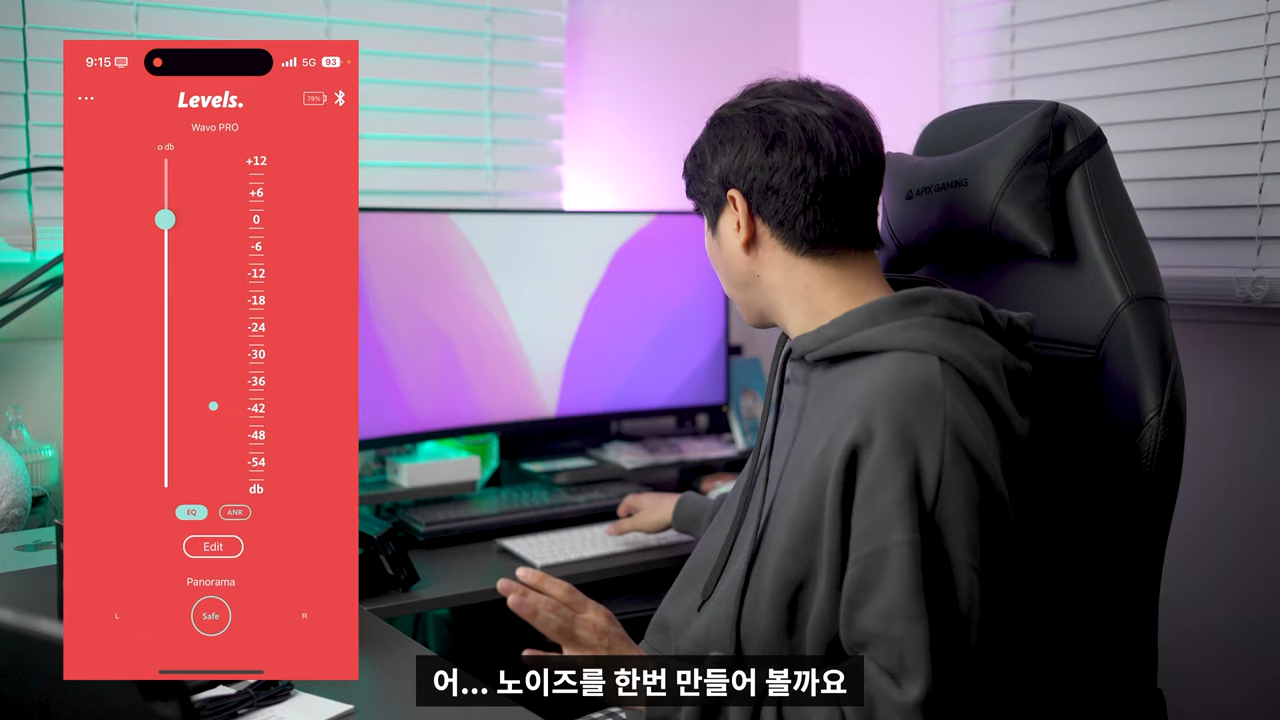 9:15 5G 93
... Levels. 79%
Wavo PRO
0 db
+12
+6
0
-6
-12
-18
-24
-30
-36
-42
-48
-54
db
EQ ANR
Edit
Panorama
L Safe R
APIX GAMING
어... 노이즈를 한번 만들어 볼까요